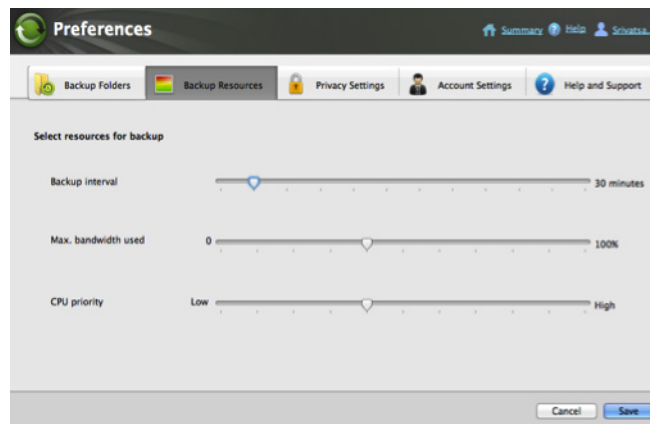 Preferences
Summary Help Srivatsa.
Backup Folders Backup Resources Privacy Settings Account Settings Help and Support
Select resources for backup
Backup interval 30 minutes
Max. bandwidth used 0 100%
CPU priority Low High
Cancel Save